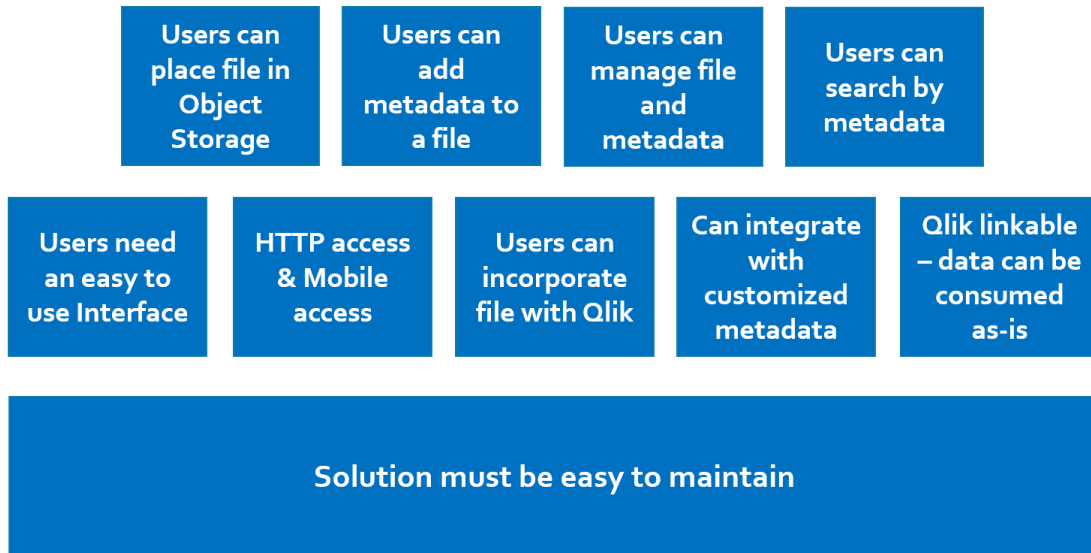 Users can
place file in
Object
Storage
Users can
add
metadata to
a file
Users can
manage file
and
metadata
Users can
search by
metadata
Users need
an easy to
use Interface
HTTP access
& Mobile
access
Users can
incorporate
file with Qlik
Can integrate
with
customized
metadata
Qlik linkable
– data can be
consumed
as-is
Solution must be easy to maintain